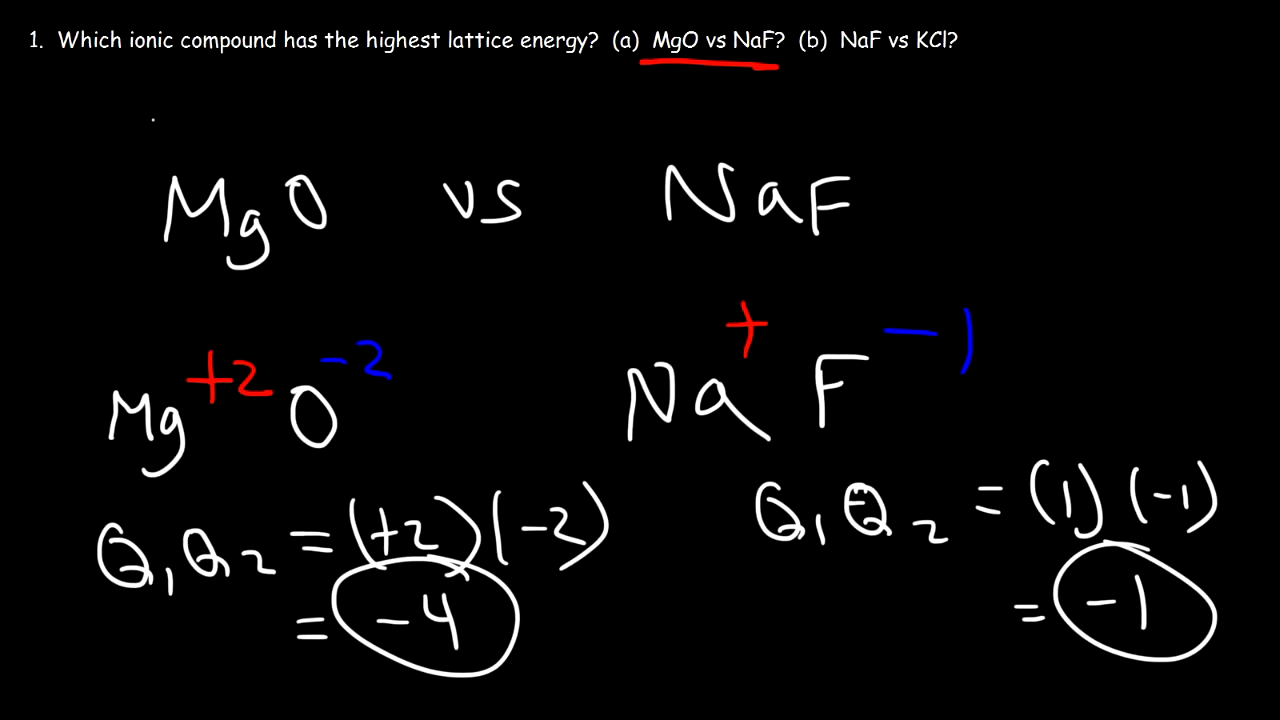 1. Which ionic compound has the highest lattice energy? (a) MgO vs NaF? (b) NaF vs KCl?
MgO vs NaF
Mg+2 O-2 Na+ F-1
Q1Q2 = (+2)(-2) Q1Q2 = (1)(-1)
= -4 = -1